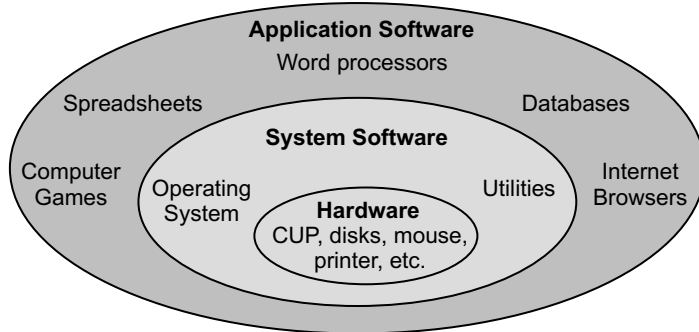 Application Software
Word processors
Spreadsheets
Databases
System Software
Computer
Games
Operating
System
Utilities
Internet
Browsers
Hardware
CUP, disks, mouse,
printer, etc.